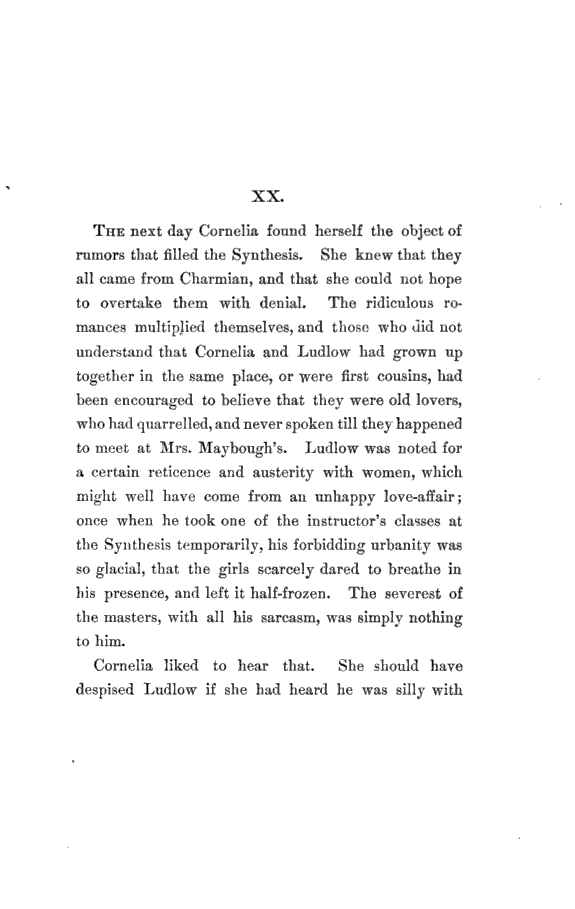 XX.
THE next day Cornelia found herself the object of
rumors that filled the Synthesis. She knew that they
all came from Charmian, and that she could not hope
to overtake them with denial. The ridiculous ro-
mances multiplied themselves, and those who did not
understand that Cornelia and Ludlow had grown up
together in the same place, or were first cousins, had
been encouraged to believe that they were old lovers,
who had quarrelled, and never spoken till they happened
to meet at Mrs. Maybough's. Ludlow was noted for
a certain reticence and austerity with women, which
might well have come from an unhappy love-affair;
once when he took one of the instructor's classes at
the Synthesis temporarily, his forbidding urbanity was
so glacial, that the girls scarcely dared to breathe in
his presence, and left it half-frozen. The severest of
the masters, with all his sarcasm, was simply nothing
to him.
Cornelia liked to hear that. She should have
despised Ludlow if she had heard he was silly with